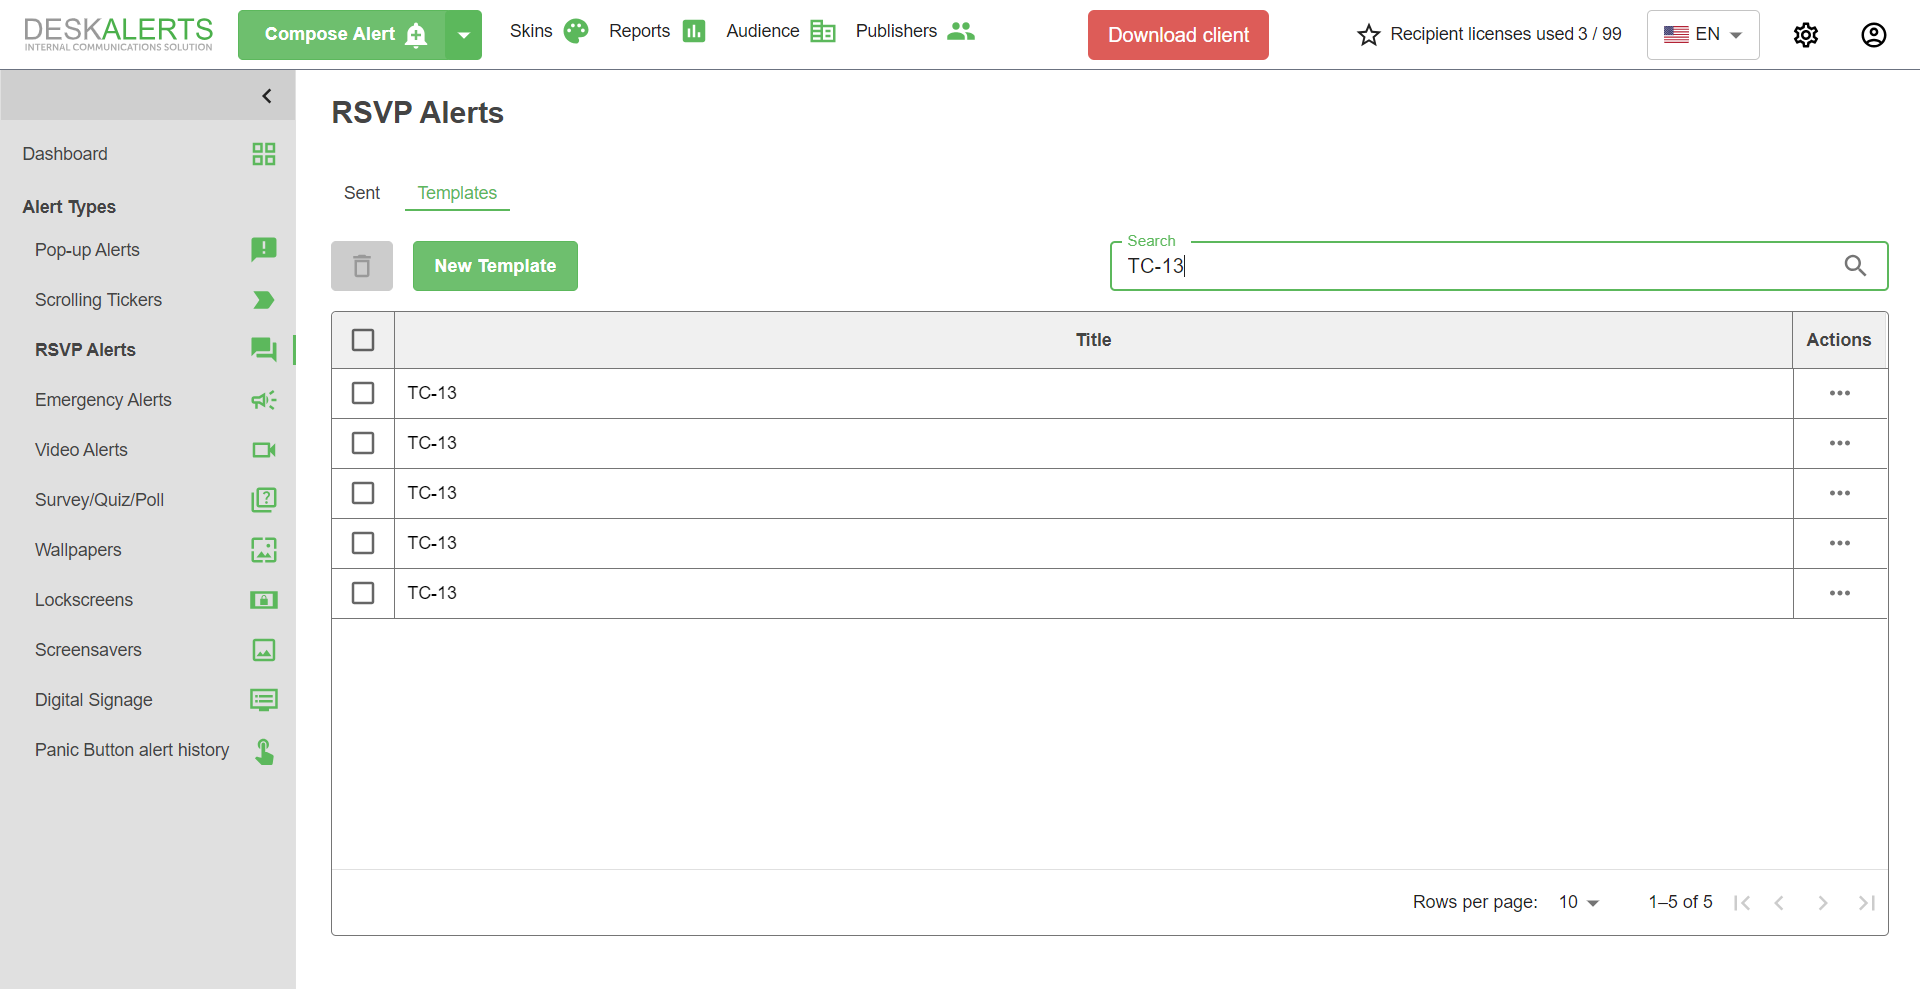 DESKALERTS
INTERNAL COMMUNICATIONS SOLUTION
Compose Alert
Skins
Reports
Audience
Publishers
Download client
Recipient licenses used 3 / 99
EN
Dashboard
Alert Types
Pop-up Alerts
Scrolling Tickers
RSVP Alerts
Emergency Alerts
Video Alerts
Survey/Quiz/Poll
Wallpapers
Lockscreens
Screensavers
Digital Signage
Panic Button alert history
RSVP Alerts
Sent
Templates
New Template
Search
TC-13
Title
Actions
TC-13
TC-13
TC-13
TC-13
TC-13
Rows per page: 10
1–5 of 5